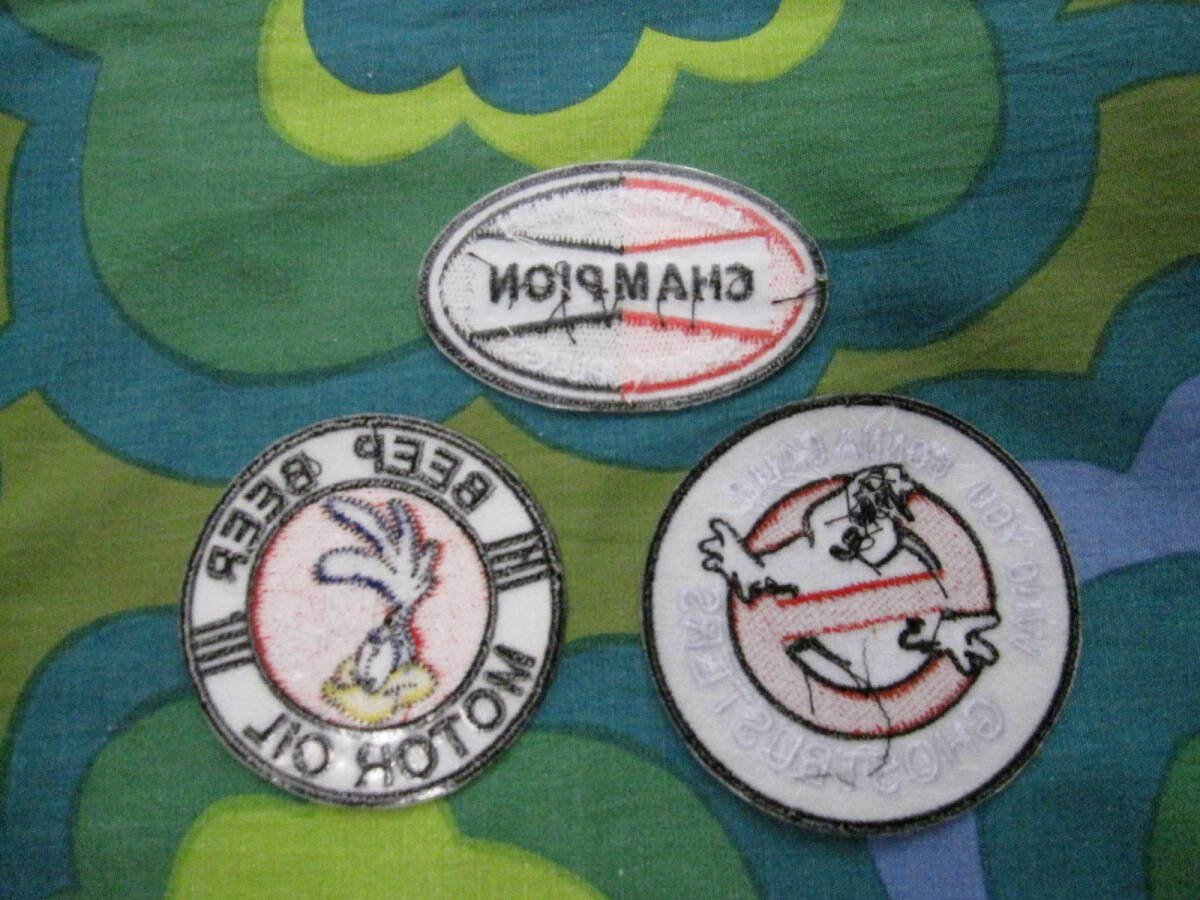 CHAMPION
BEEP BEEP
MOTOR OIL
WHO YOU GONNA CALL
GHOSTBUSTERS